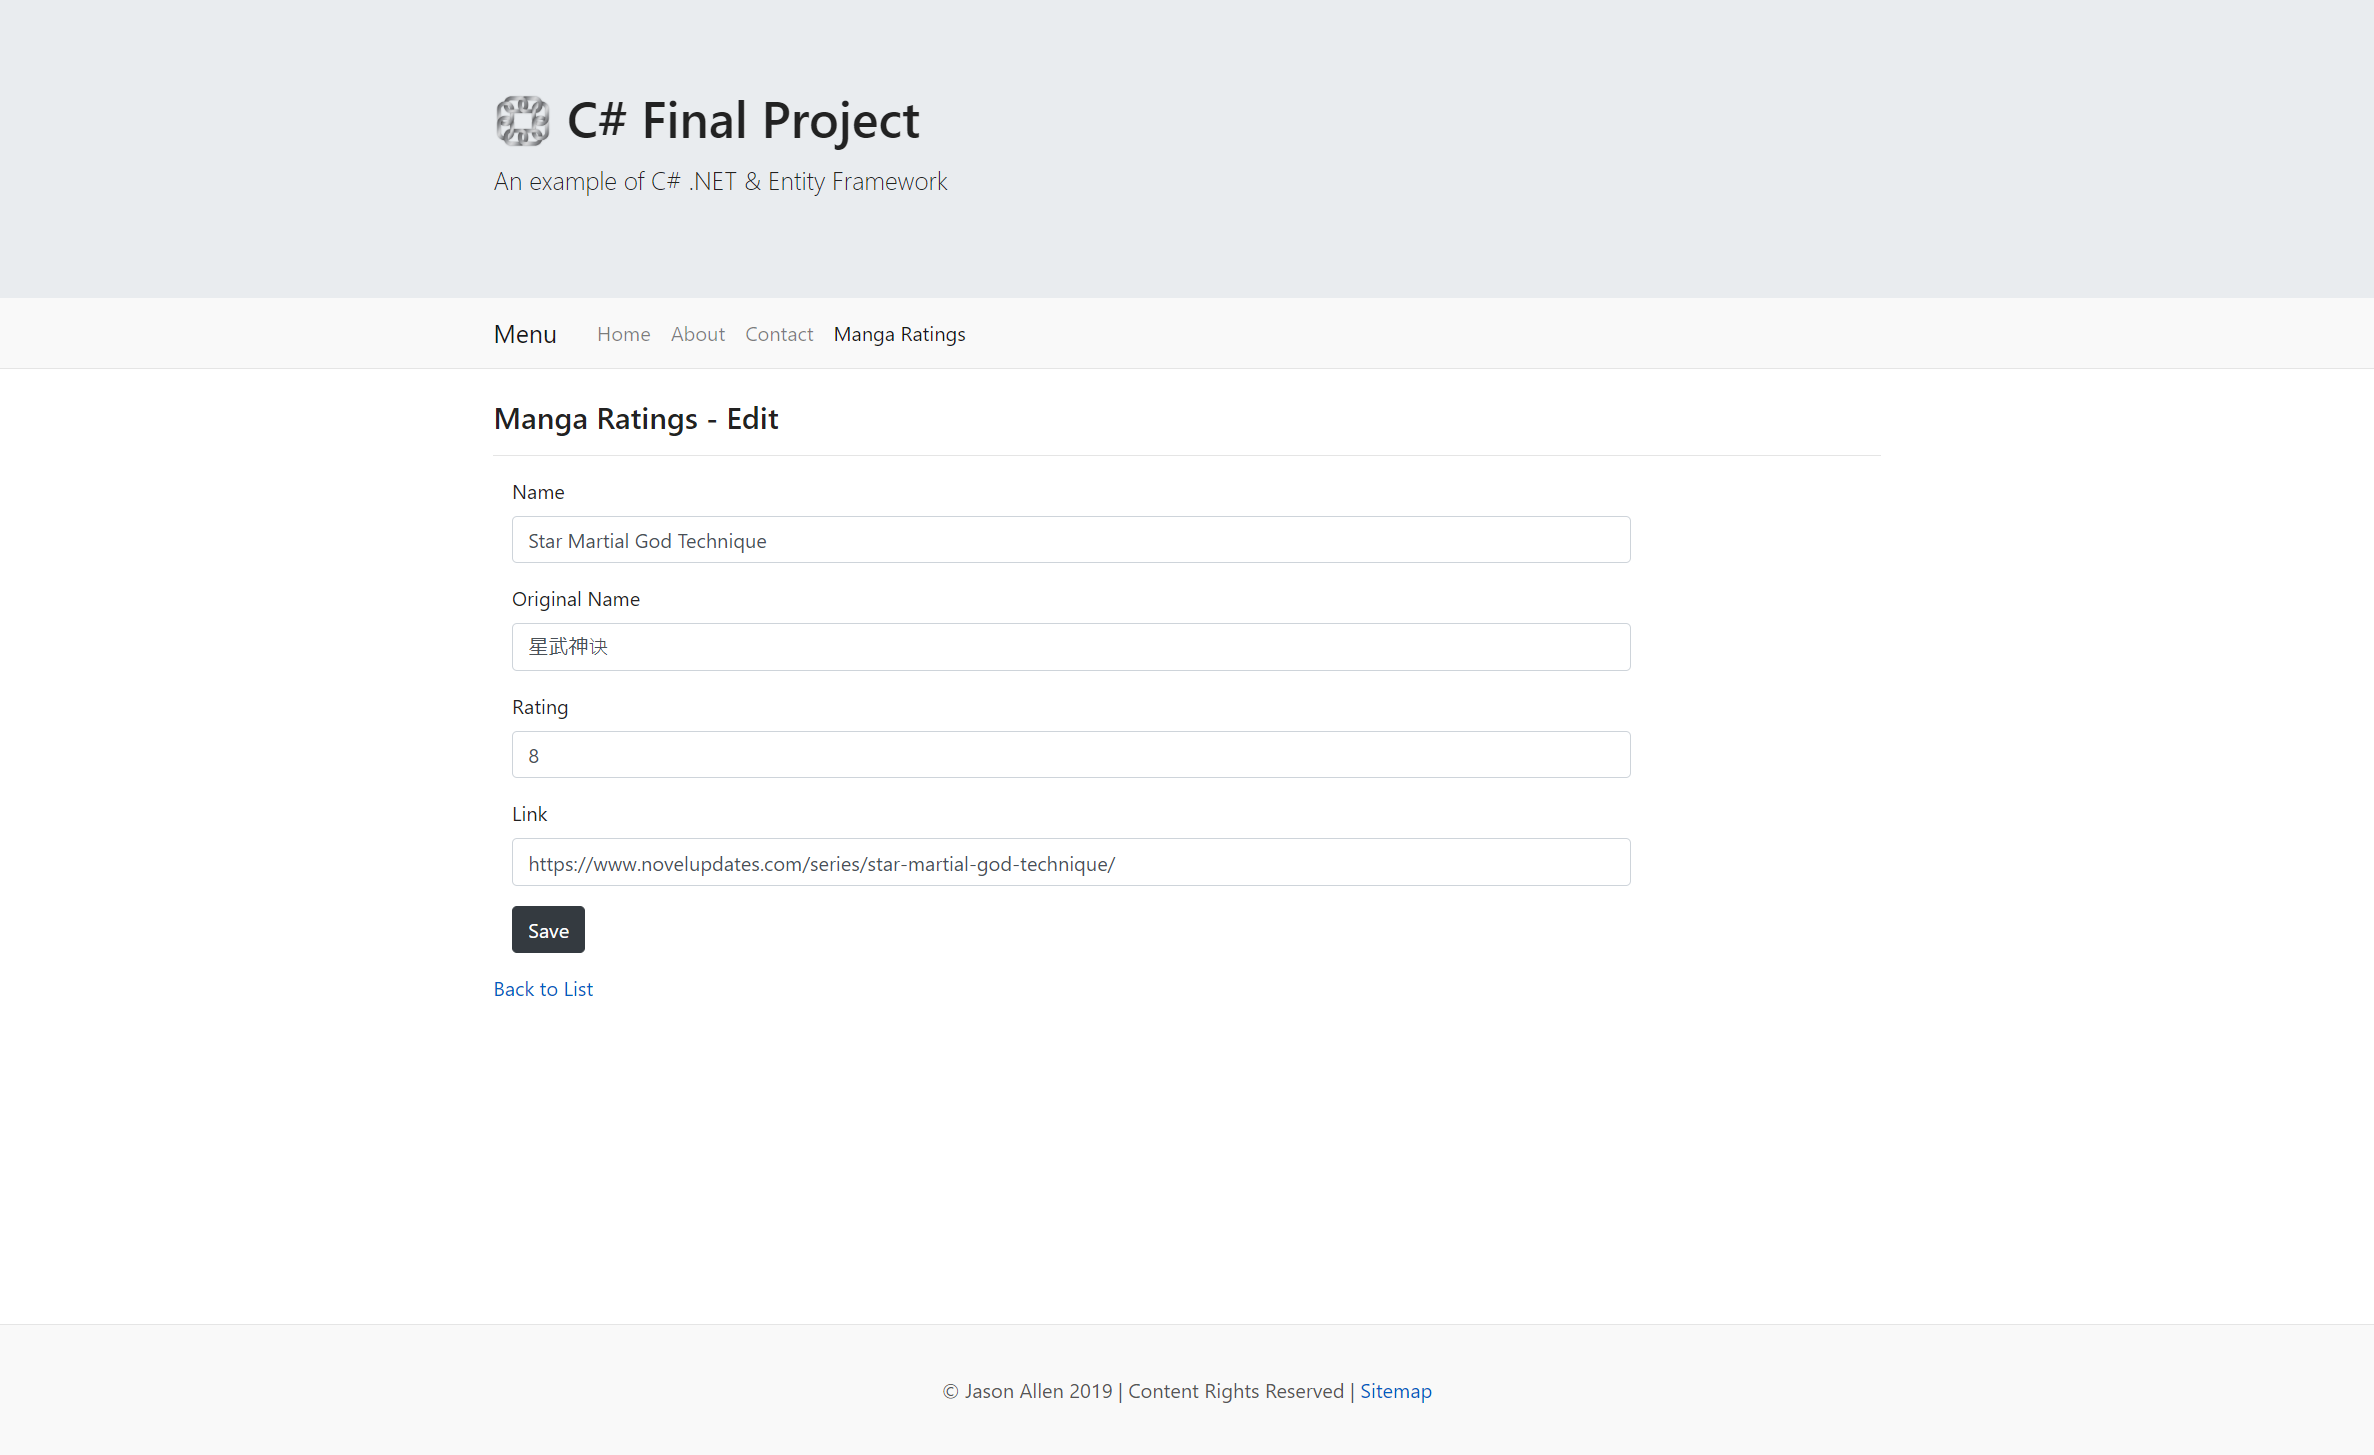 C# Final Project
An example of C# .NET & Entity Framework
Menu Home About Contact Manga Ratings
Manga Ratings - Edit
Name
Star Martial God Technique
Original Name
星武神诀
Rating
8
Link
https://www.novelupdates.com/series/star-martial-god-technique/
Save
Back to List
© Jason Allen 2019 | Content Rights Reserved | Sitemap